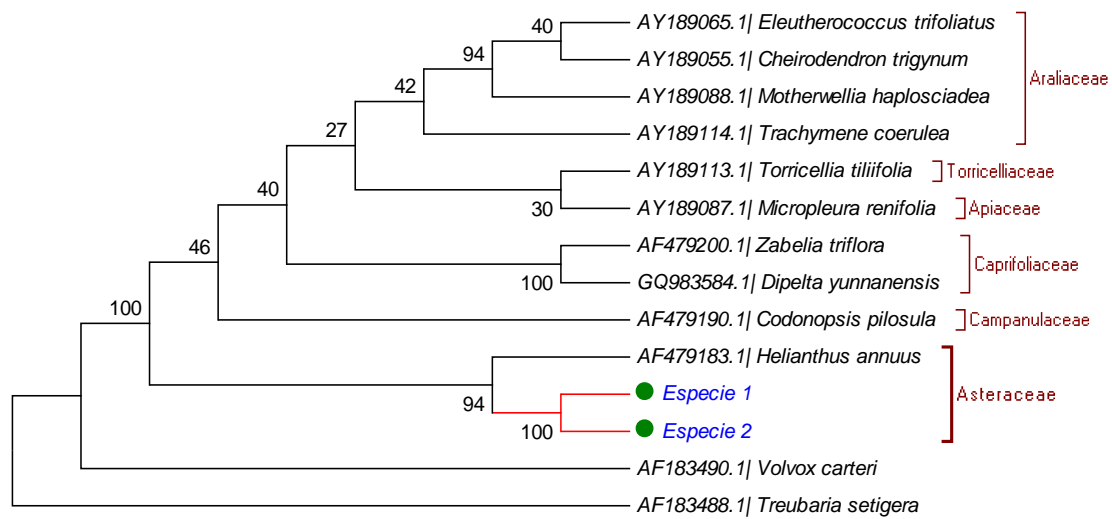 40
AY189065.1| Eleutherococcus trifoliatus
94
AY189055.1| Cheirodendron trigynum
Araliaceae
42
AY189088.1| Motherwellia haplosciadea
27
AY189114.1| Trachymene coerulea
AY189113.1| Torricellia tiliifolia
Torricelliaceae
40
30
AY189087.1| Micropleura renifolia
Apiaceae
46
AF479200.1| Zabelia triflora
Caprifoliaceae
100
GQ983584.1| Dipelta yunnanensis
100
AF479190.1| Codonopsis pilosula
Campanulaceae
AF479183.1| Helianthus annuus
94
Especie 1
Asteraceae
100
Especie 2
AF183490.1| Volvox carteri
AF183488.1| Treubaria setigera